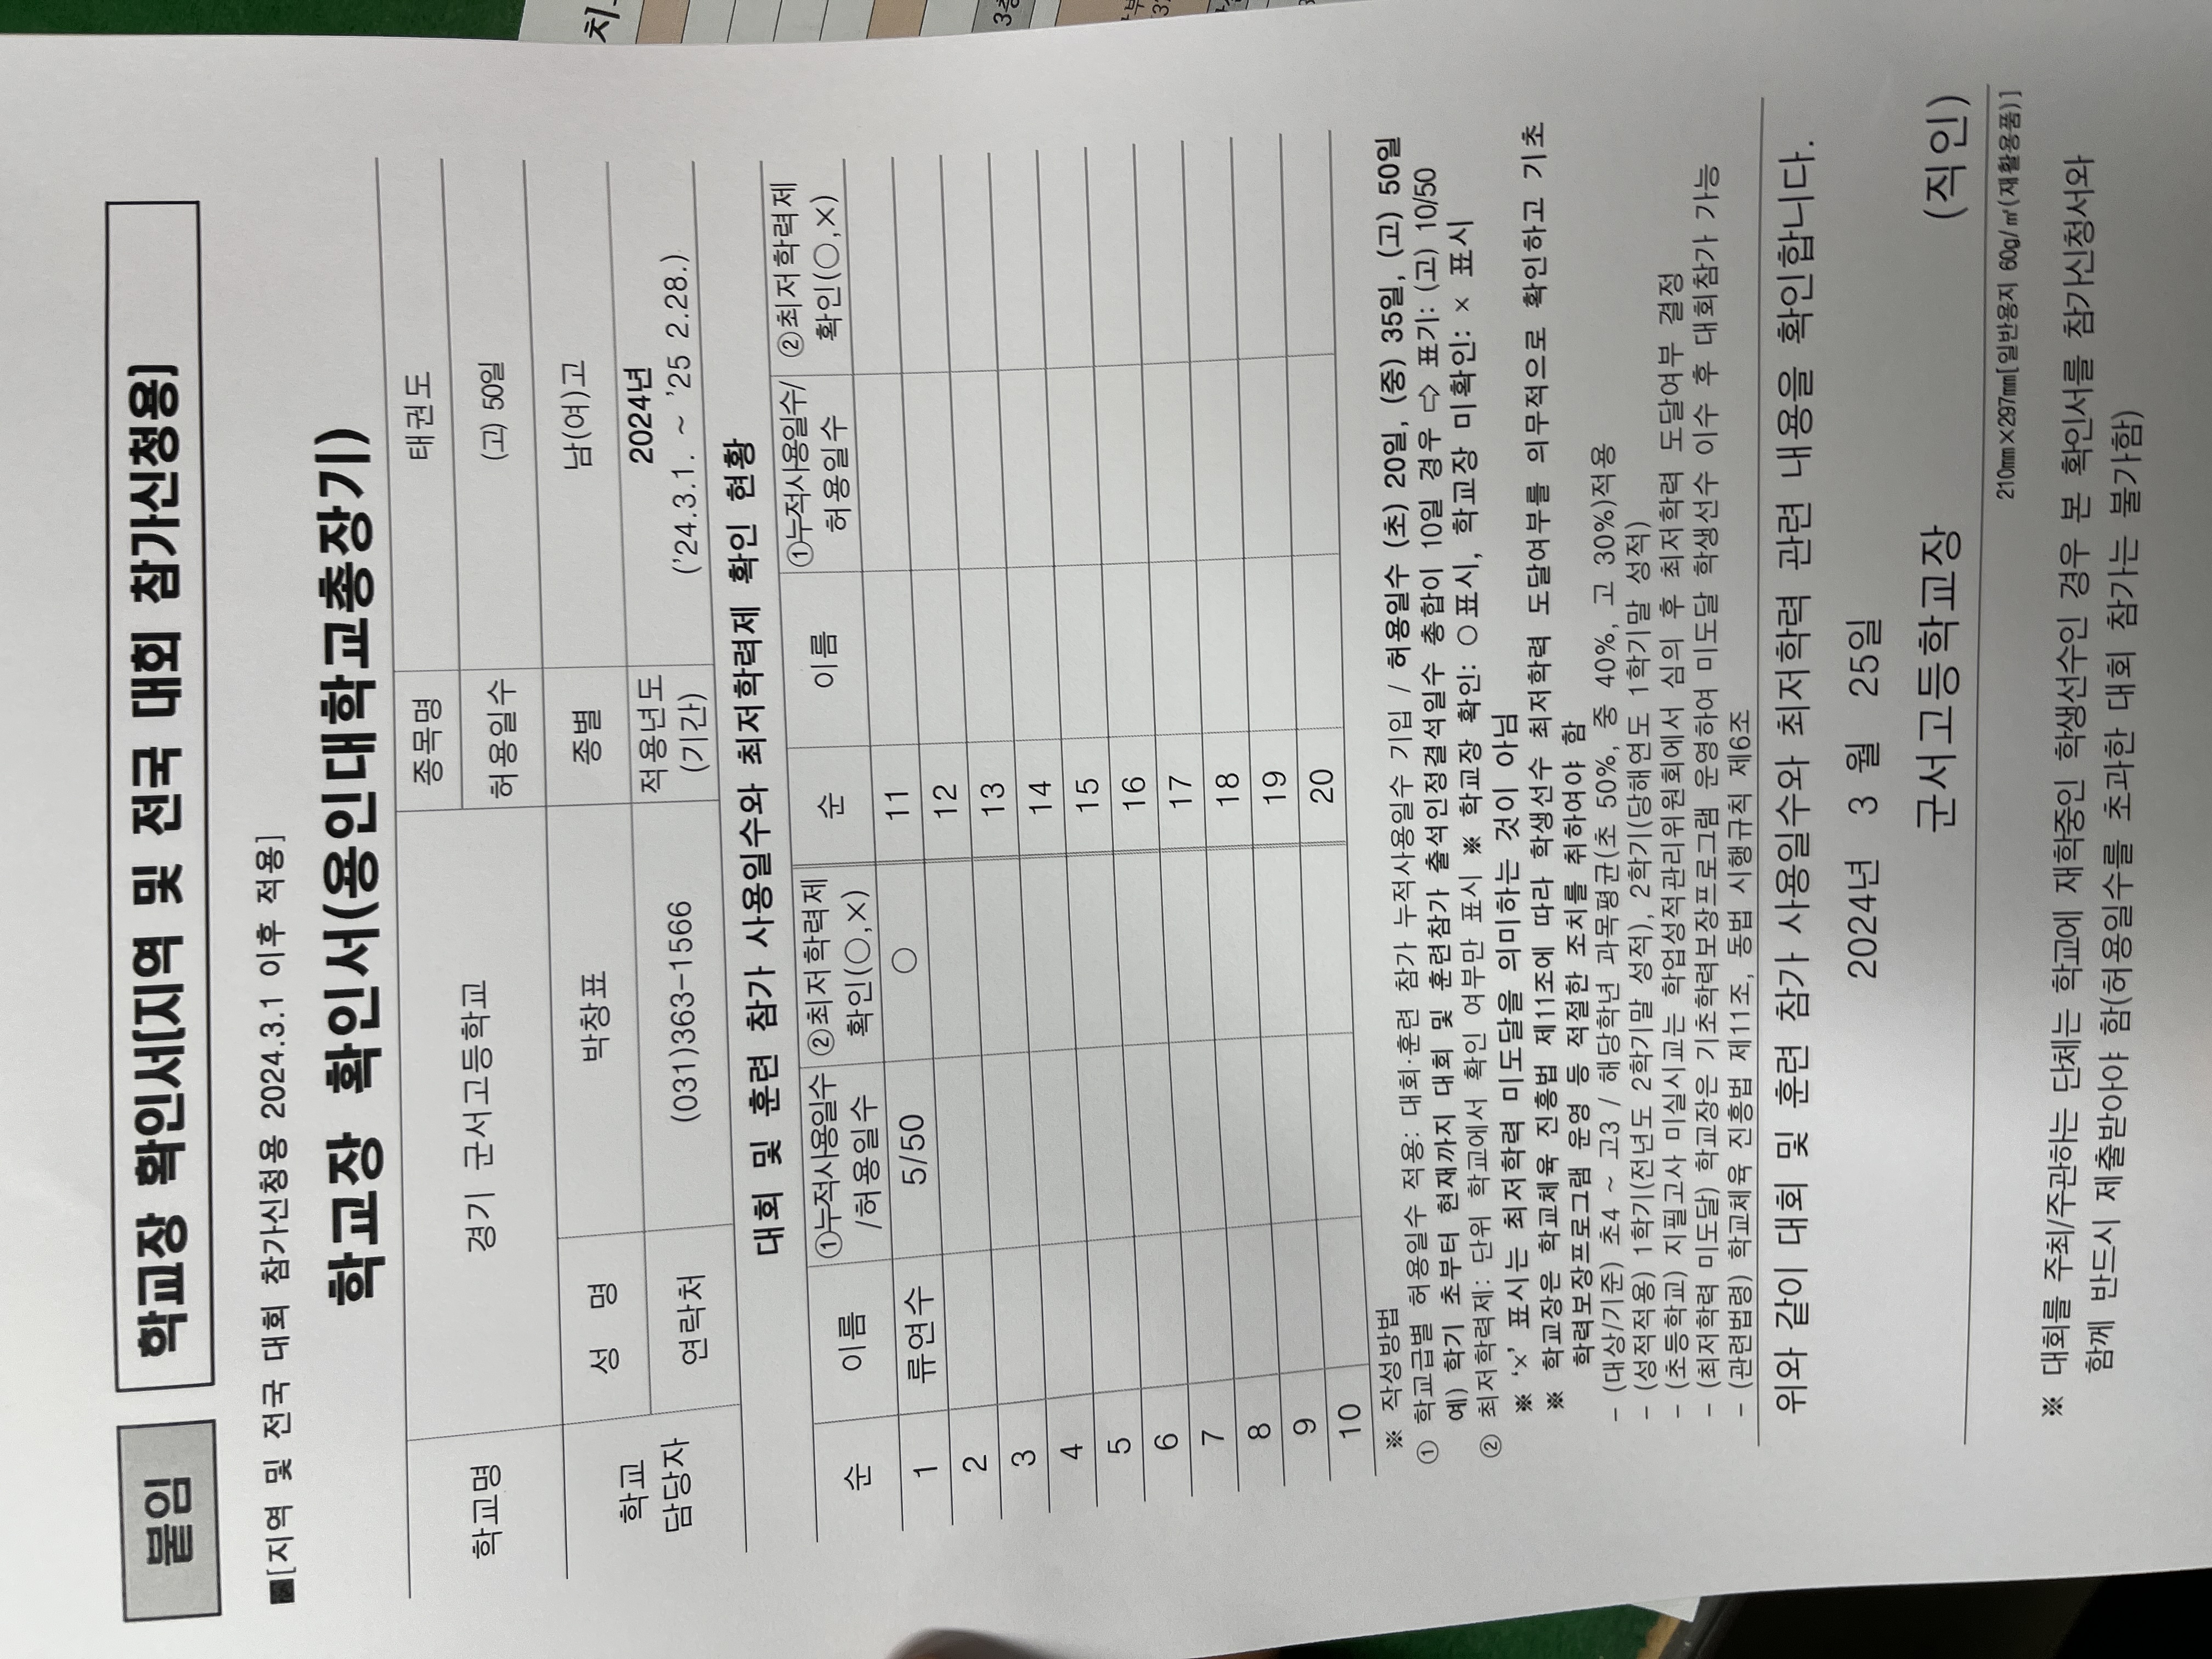 붙임
학교장 확인서[지역 및 전국 대회 참가신청용]
■[지역 및 전국 대회 참가신청용 2024.3.1 이후 적용]
학교장 확인서(용인대학교총장기)
학교명 경기 군서고등학교 종목명 태권도
허용일수 (고) 50일
학교 담당자 성 명 박창표 종별 남(여)고
연락처 (031)363-1566 적용년도 (기간) 2024년
('24.3.1. ~ '25 2.28.)
대회 및 훈련 참가 사용일수와 최저학력제 확인 현황
순 이름 ①누적사용일수 /허용일수 ②최저학력제 확인(○,×) 순 이름 ①누적사용일수/ 허용일수 ②최저학력제 확인(○,×)
1 류연수 5/50 ○ 11
2 12
3 13
4 14
5 15
6 16
7 17
8 18
9 19
10 20
※ 작성방법
① 학교급별 허용일수 적용: 대회·훈련 참가 누적사용일수 기입 / 허용일수 (초) 20일, (중) 35일, (고) 50일
예) 학기 초부터 현재까지 대회 및 훈련참가 출석인정결석일수 총합이 10일 경우 ⇨ 표기: (고) 10/50
② 최저학력제: 단위 학교에서 확인 여부만 표시 ※ 학교장 확인: ○표시, 학교장 미확인: × 표시
※ '×' 표시는 최저학력 미도달을 의미하는 것이 아님
※ 학교장은 학교체육 진흥법 제11조에 따라 학생선수 최저학력 도달여부를 의무적으로 확인하고 기초
학력보장프로그램 운영 등 적절한 조치를 취하여야 함
- (대상/기준) 초4 ~ 고3 / 해당학년 과목평균(초 50%, 중 40%, 고 30%)적용
- (성적적용) 1학기(전년도 2학기말 성적), 2학기(당해연도 1학기말 성적)
- (초등학교) 지필고사 미실시교는 학업성적관리위원회에서 심의 후 최저학력 도달여부 결정
- (최저학력 미도달) 학교장은 기초학력보장프로그램 운영하여 미도달 학생선수 이수 후 대회참가 가능
- (관련법령) 학교체육 진흥법 제11조, 동법 시행규칙 제6조
위와 같이 대회 및 훈련 참가 사용일수와 최저학력 관련 내용을 확인합니다.
2024년 3 월 25일
군서고등학교장 (직인)
210㎜×297㎜[일반용지 60g/㎡(재활용품)]
※ 대회를 주최/주관하는 단체는 학교에 재학중인 학생선수인 경우 본 확인서를 참가신청서와
함께 반드시 제출받아야 함(허용일수를 초과한 대회 참가는 불가함)